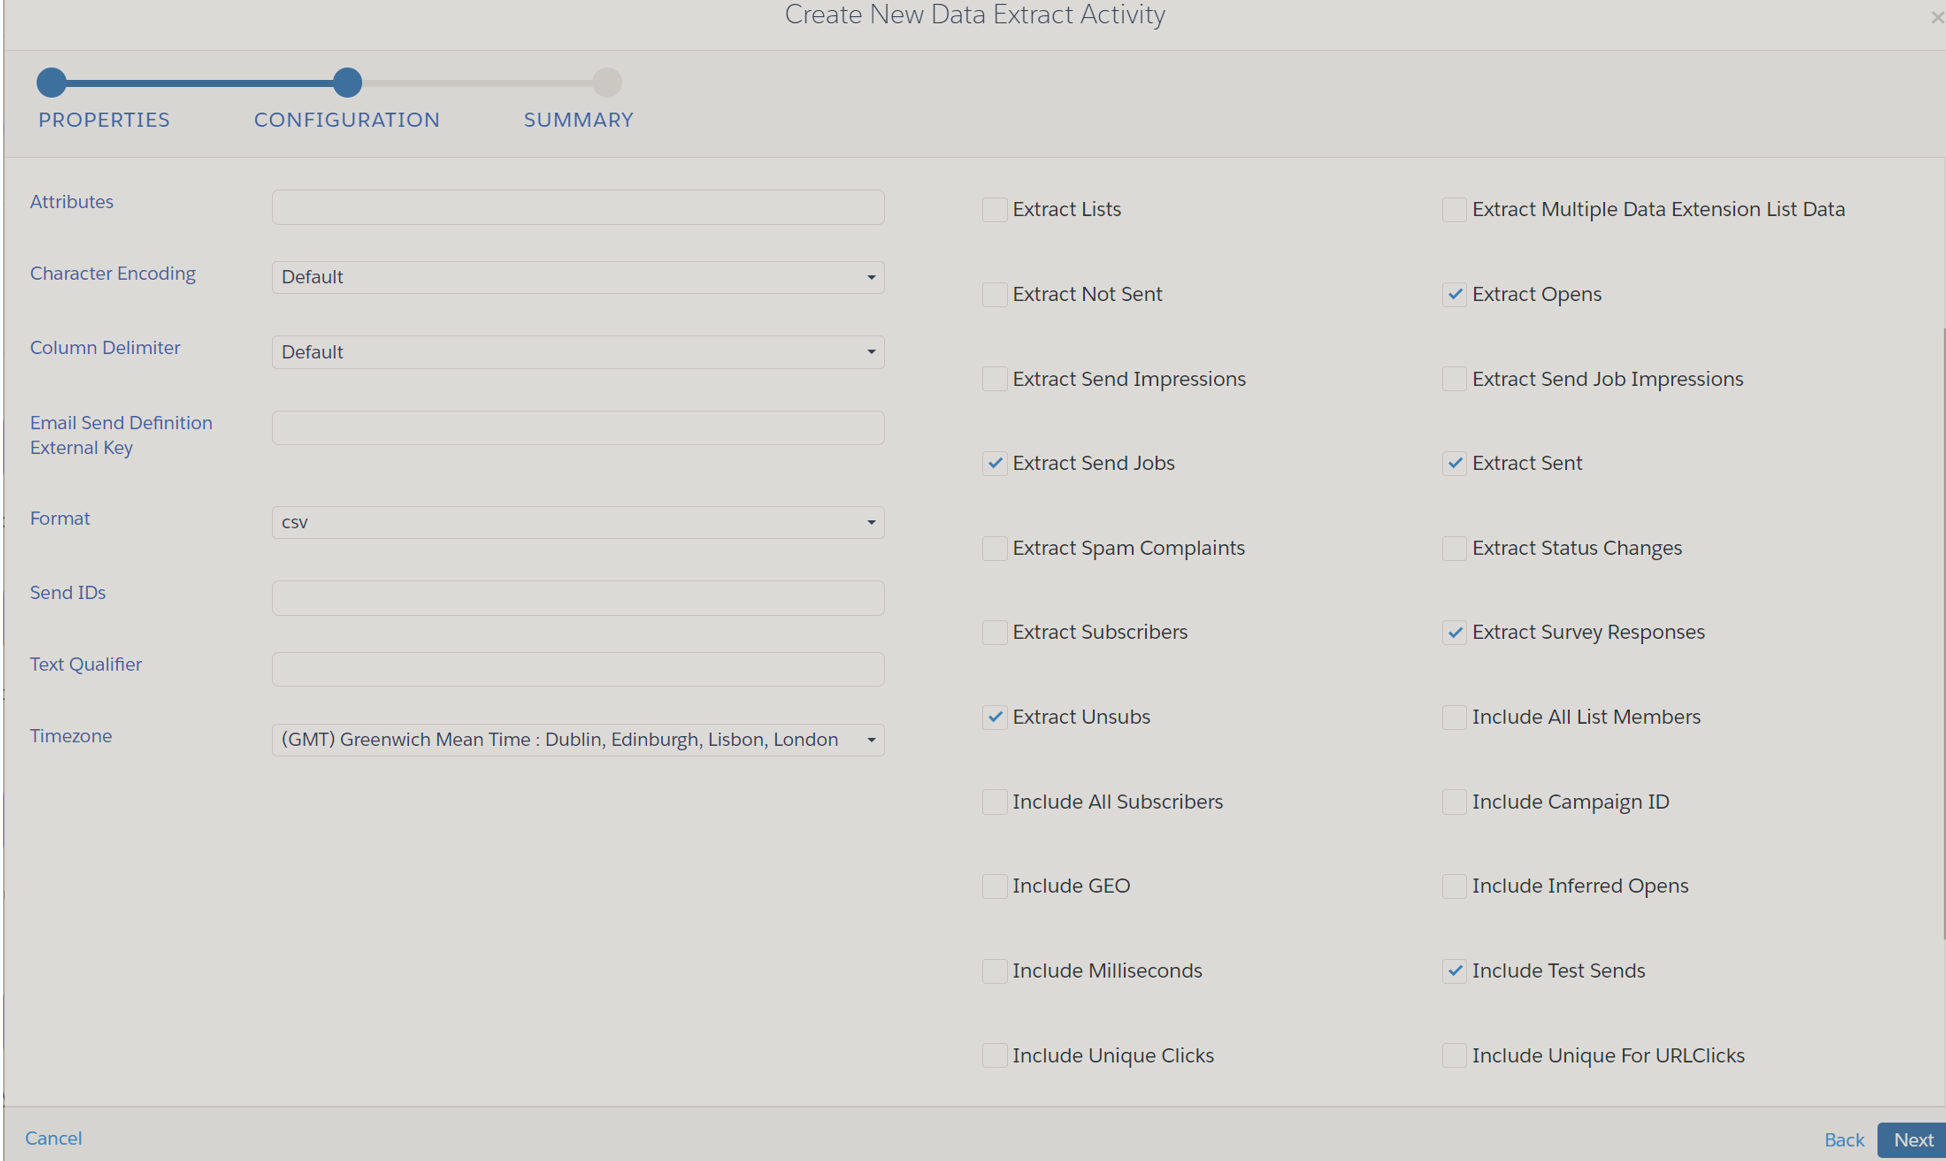 Create New Data Extract Activity
PROPERTIES
CONFIGURATION
SUMMARY
Attributes
Character Encoding
Default
Column Delimiter
Default
Email Send Definition
External Key
Format
csv
Send IDs
Text Qualifier
Timezone
(GMT) Greenwich Mean Time : Dublin, Edinburgh, Lisbon, London
Extract Lists
Extract Multiple Data Extension List Data
Extract Not Sent
Extract Opens
Extract Send Impressions
Extract Send Job Impressions
Extract Send Jobs
Extract Sent
Extract Spam Complaints
Extract Status Changes
Extract Subscribers
Extract Survey Responses
Extract Unsubs
Include All List Members
Include All Subscribers
Include Campaign ID
Include GEO
Include Inferred Opens
Include Milliseconds
Include Test Sends
Include Unique Clicks
Include Unique For URLClicks
Cancel
Back
Next